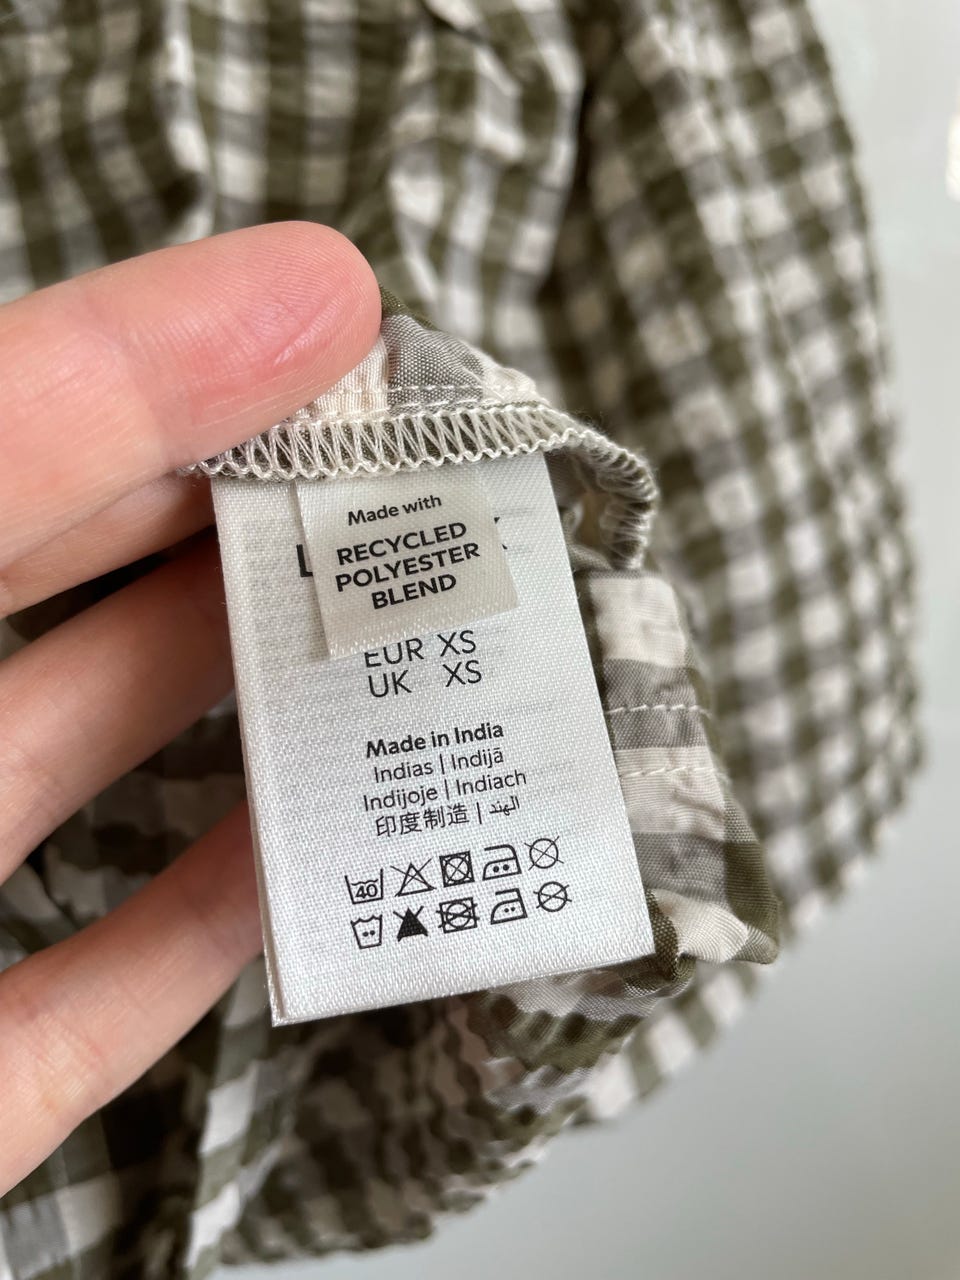 Made with
RECYCLED
POLYESTER
BLEND
EUR XS
UK XS
Made in India
Indias | Indijā
Indijoje | Indiach
印度制造 | الهند
40